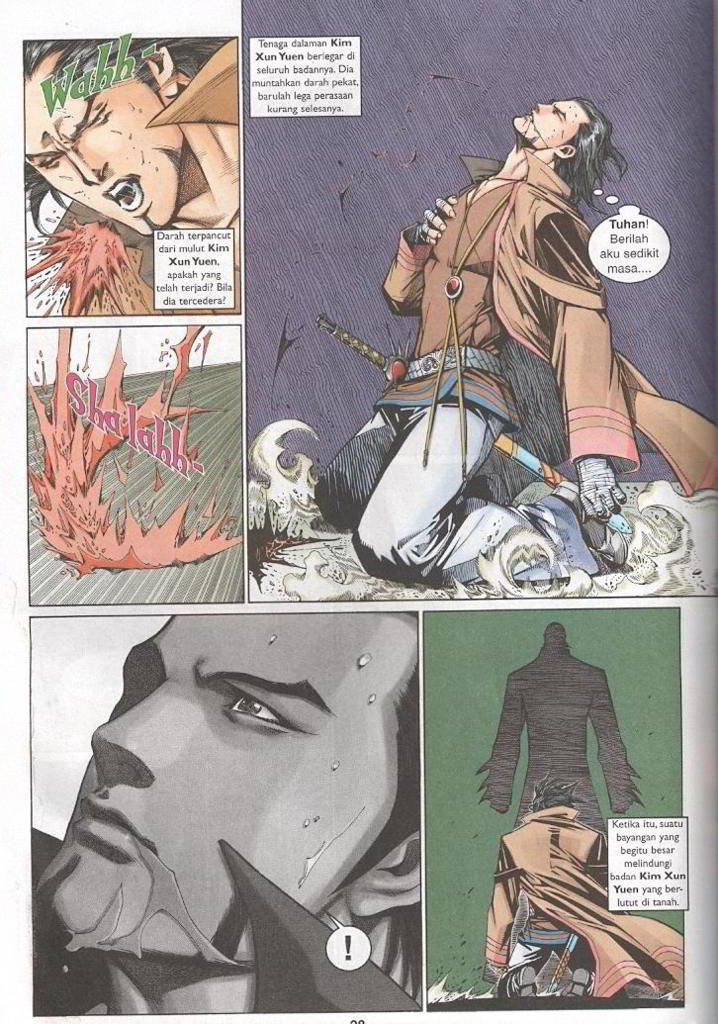 Wahh-
Darah terpancut
dari mulut Kim
Xun Yuen,
apakah yang
telah terjadi? Bila
dia tercedera?
Tenaga dalaman Kim
Xun Yuen berlegar di
seluruh badannya. Dia
muntahkan darah pekat,
barulah lega perasaan
kurang selesanya.
Tuhan!
Berilah
aku sedikit
masa....
Sha lahh-
!
Ketika itu, suatu
bayangan yang
begitu besar
melindungi
badan Kim Xun
Yuen yang ber-
lutut di tanah.